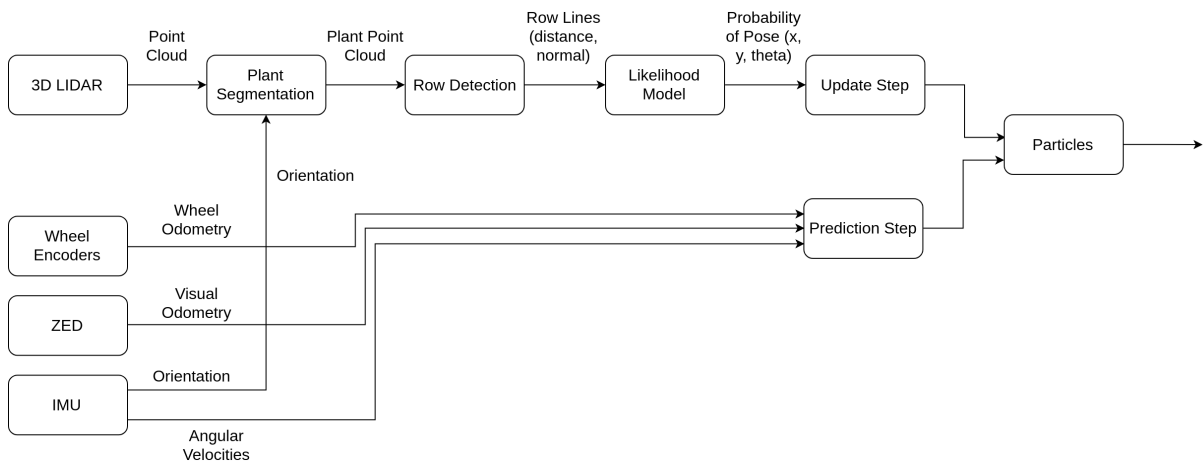 Point
Cloud
Plant Point
Cloud
Row Lines
(distance,
normal)
Probability
of Pose (x,
y, theta)
3D LIDAR
Plant
Segmentation
Row Detection
Likelihood
Model
Update Step
Particles
Orientation
Wheel
Odometry
Wheel
Encoders
Prediction Step
Visual
Odometry
ZED
Orientation
IMU
Angular
Velocities